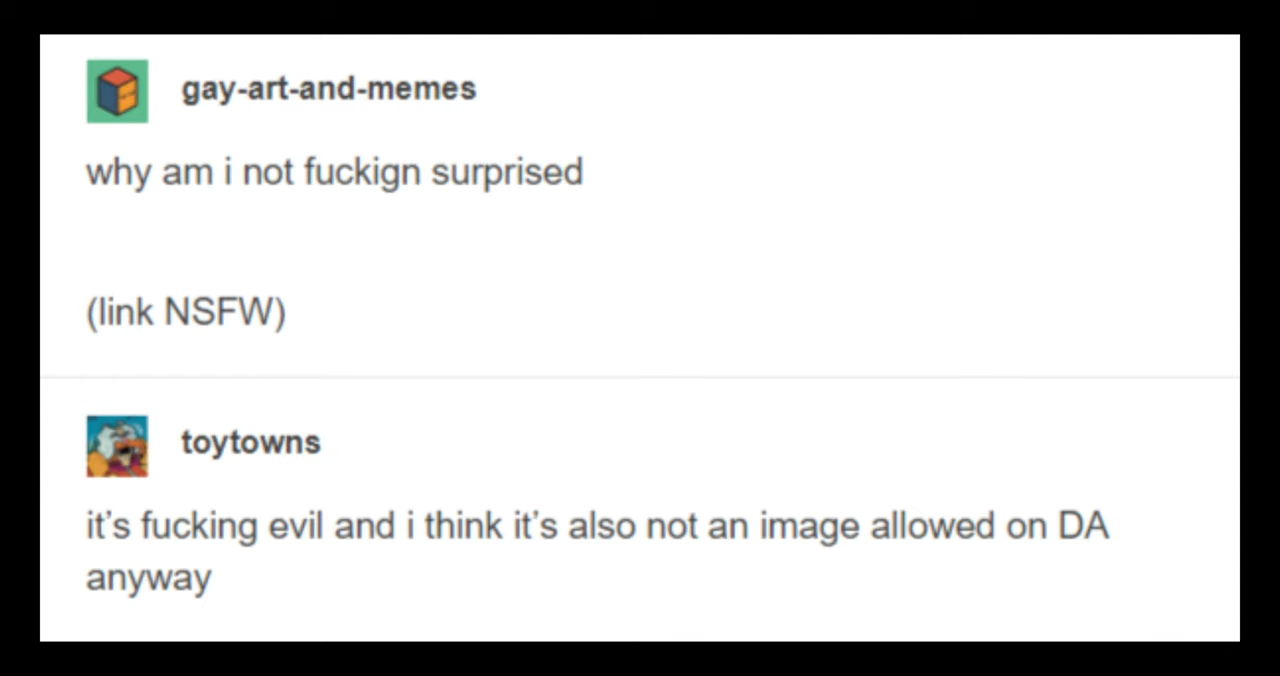 gay-art-and-memes
why am i not fuckign surprised
(link NSFW)
toytowns
it's fucking evil and i think it's also not an image allowed on DA
anyway